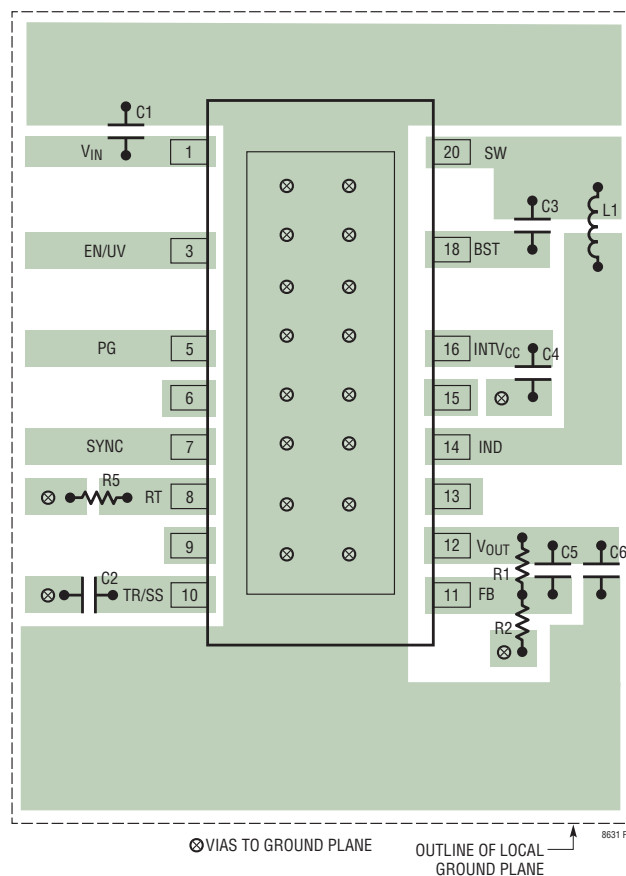 C1
VIN 1
20 SW
C3
L1
EN/UV 3
18 BST
PG 5
16 INTVCC C4
6
15
SYNC 7
14 IND
R5
RT 8
13
9
12 VOUT
C5 C6
R1
C2
TR/SS 10
11 FB
R2
VIAS TO GROUND PLANE
OUTLINE OF LOCAL
GROUND PLANE
8631 F